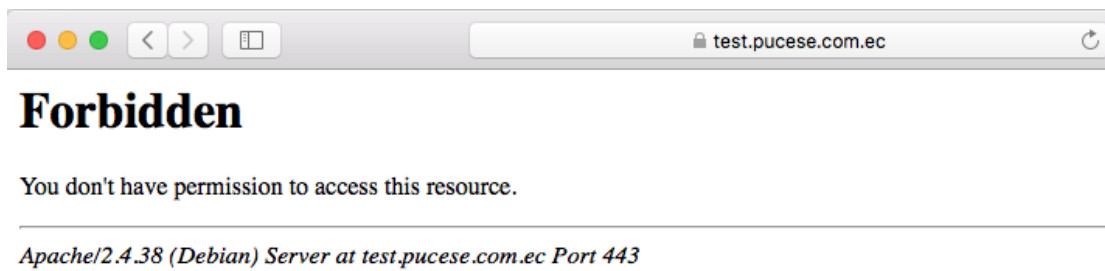 test.pucese.com.ec
Forbidden
You don't have permission to access this resource.
Apache/2.4.38 (Debian) Server at test.pucese.com.ec Port 443